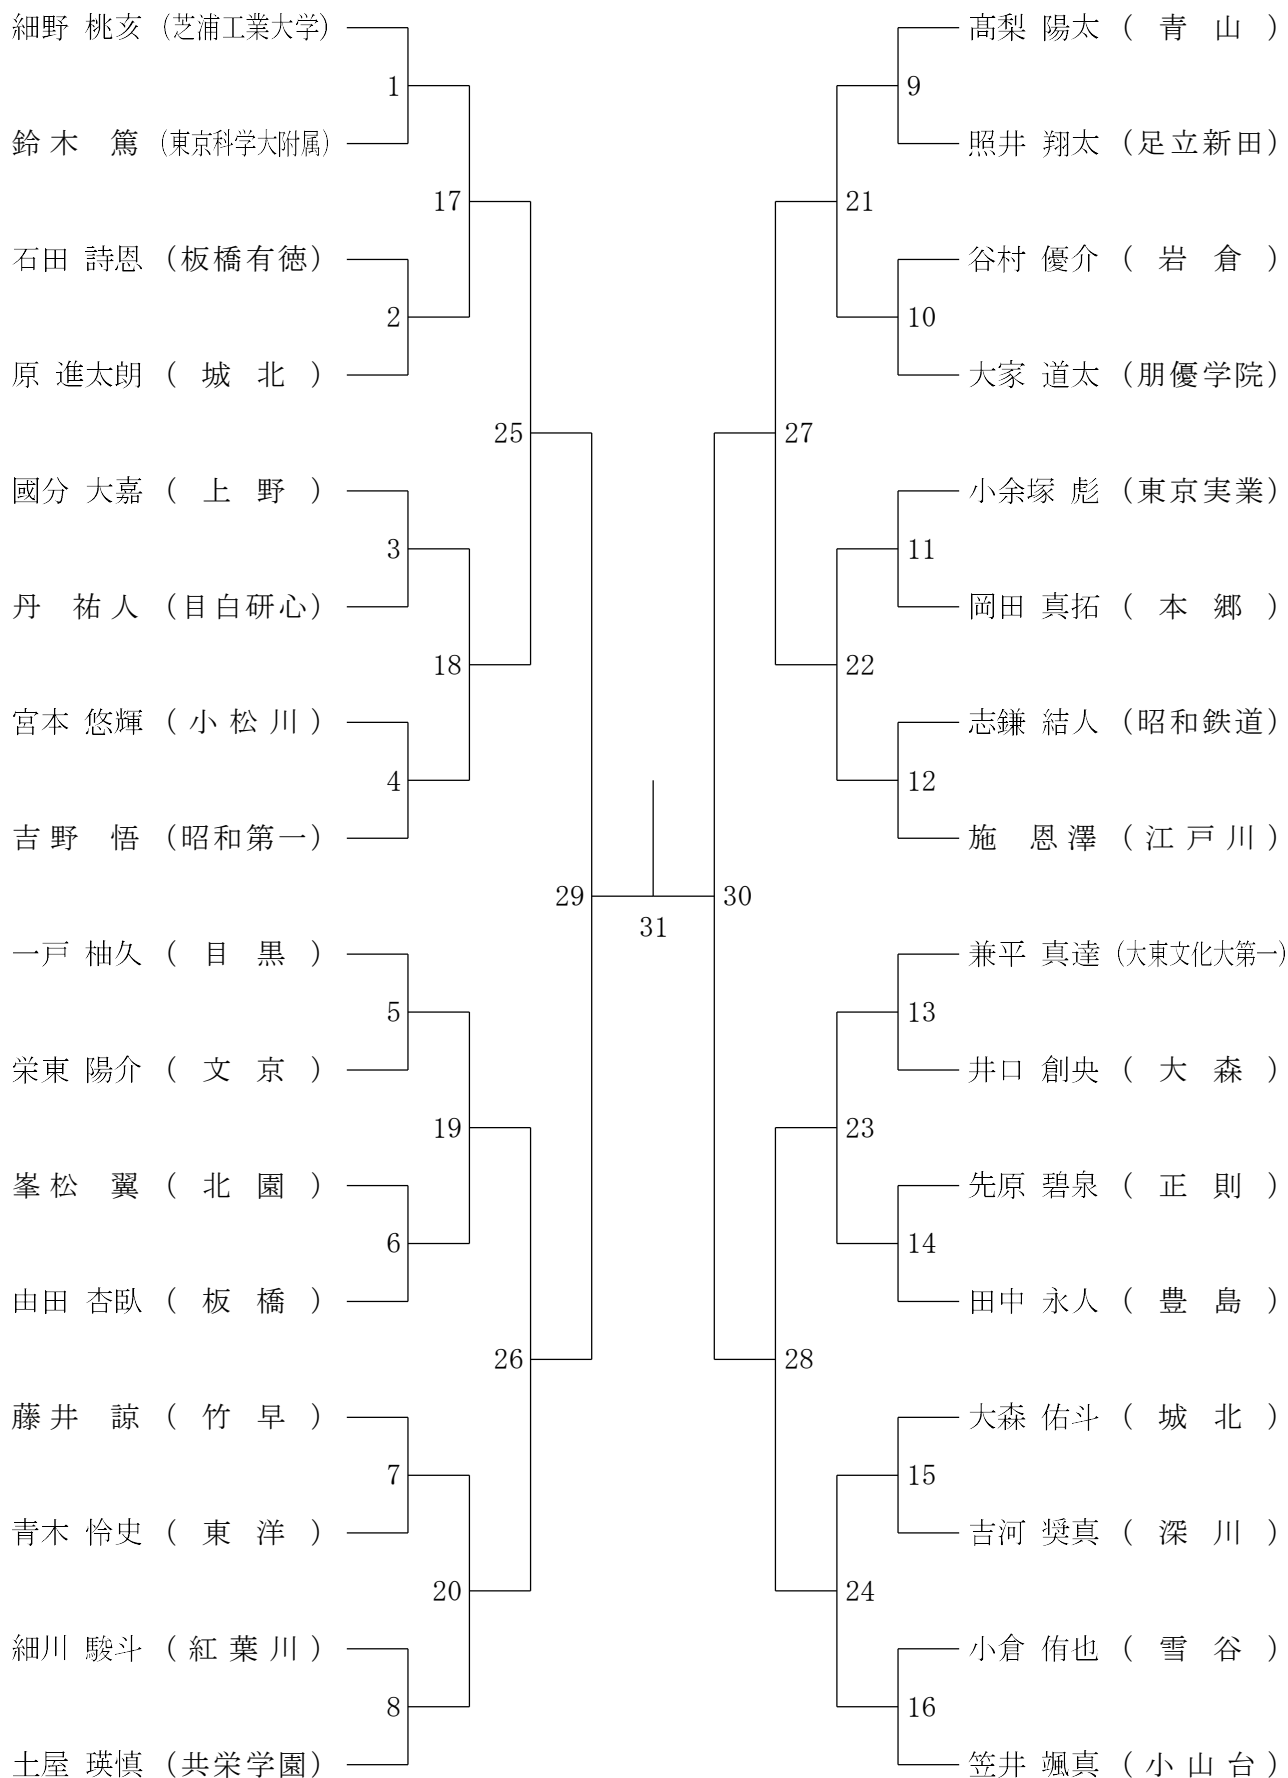 細野 桃亥 (芝浦工業大学)
1
鈴木 篤 (東京科学大附属)
17
石田 詩恩 (板橋有徳)
2
原 進太朗 (城北)
25
國分 大嘉 (上野)
3
丹 祐人 (目白研心)
18
宮本 悠輝 (小松川)
4
吉野 悟 (昭和第一)
29
一戸 柚久 (目黒)
5
栄東 陽介 (文京)
19
峯松 翼 (北園)
6
由田 杏臥 (板橋)
26
藤井 諒 (竹早)
7
青木 怜史 (東洋)
20
細川 駿斗 (紅葉川)
8
土屋 瑛慎 (共栄学園)
31
髙梨 陽太 (青山)
9
照井 翔太 (足立新田)
21
谷村 優介 (岩倉)
10
大家 道太 (朋優学院)
27
小余塚 彪 (東京実業)
11
岡田 真拓 (本郷)
22
志鎌 結人 (昭和鉄道)
12
施 恩澤 (江戸川)
30
兼平 真達 (大東文化大第一)
13
井口 創央 (大森)
23
先原 碧泉 (正則)
14
田中 永人 (豊島)
28
大森 佑斗 (城北)
15
吉河 奨真 (深川)
24
小倉 侑也 (雪谷)
16
笠井 颯真 (小山台)